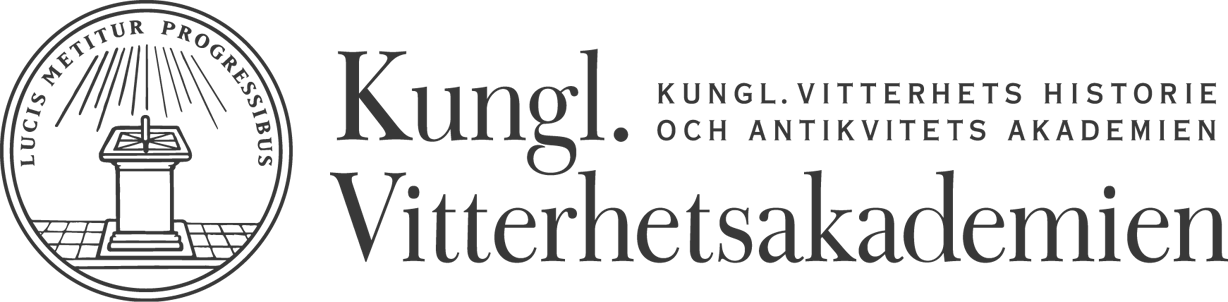 LUCIS METITUR PROGRESSIBUS
Kungl.
KUNGL. VITTERHETS HISTORIE
OCH ANTIKVITETS AKADEMIEN
Vitterhetsakademien